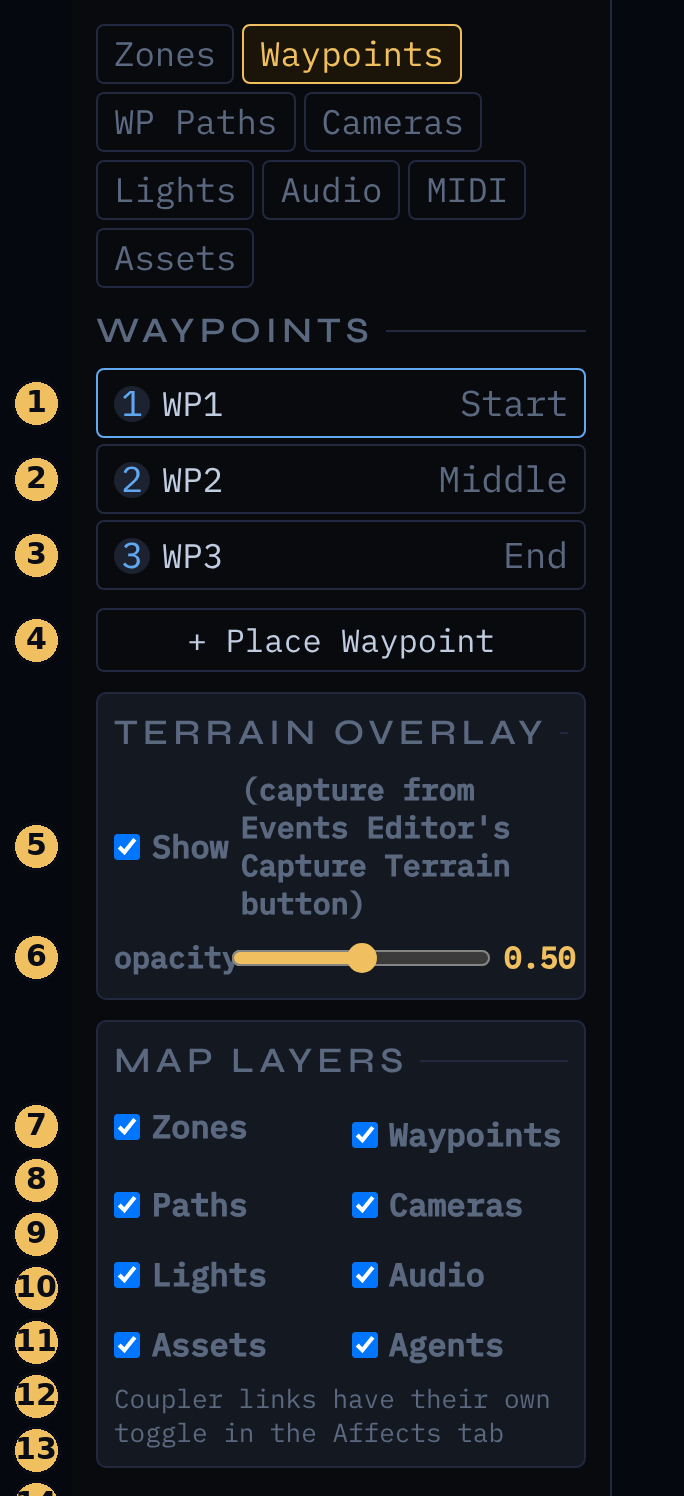 Zones Waypoints
WP Paths Cameras
Lights Audio MIDI
Assets
WAYPOINTS
1 1 WP1 Start
2 2 WP2 Middle
3 3 WP3 End
4 + Place Waypoint
TERRAIN OVERLAY
5 Show (capture from
Events Editor's
Capture Terrain
button)
6 opacity 0.50
MAP LAYERS
7 Zones Waypoints
8
Paths Cameras
9
10 Lights Audio
11 Assets Agents
12 Coupler links have their own
toggle in the Affects tab
13